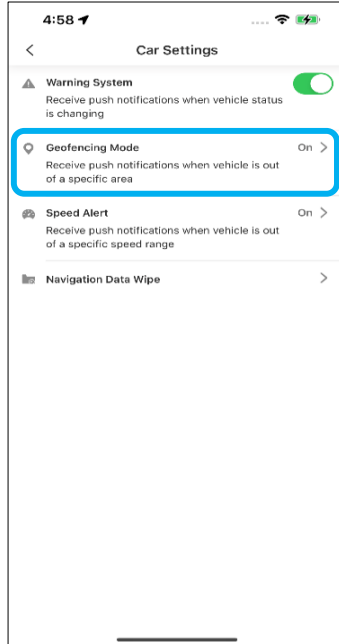 4:58
Car Settings
Warning System
Receive push notifications when vehicle status
is changing
Geofencing Mode On
Receive push notifications when vehicle is out
of a specific area
Speed Alert On
Receive push notifications when vehicle is out
of a specific speed range
Navigation Data Wipe